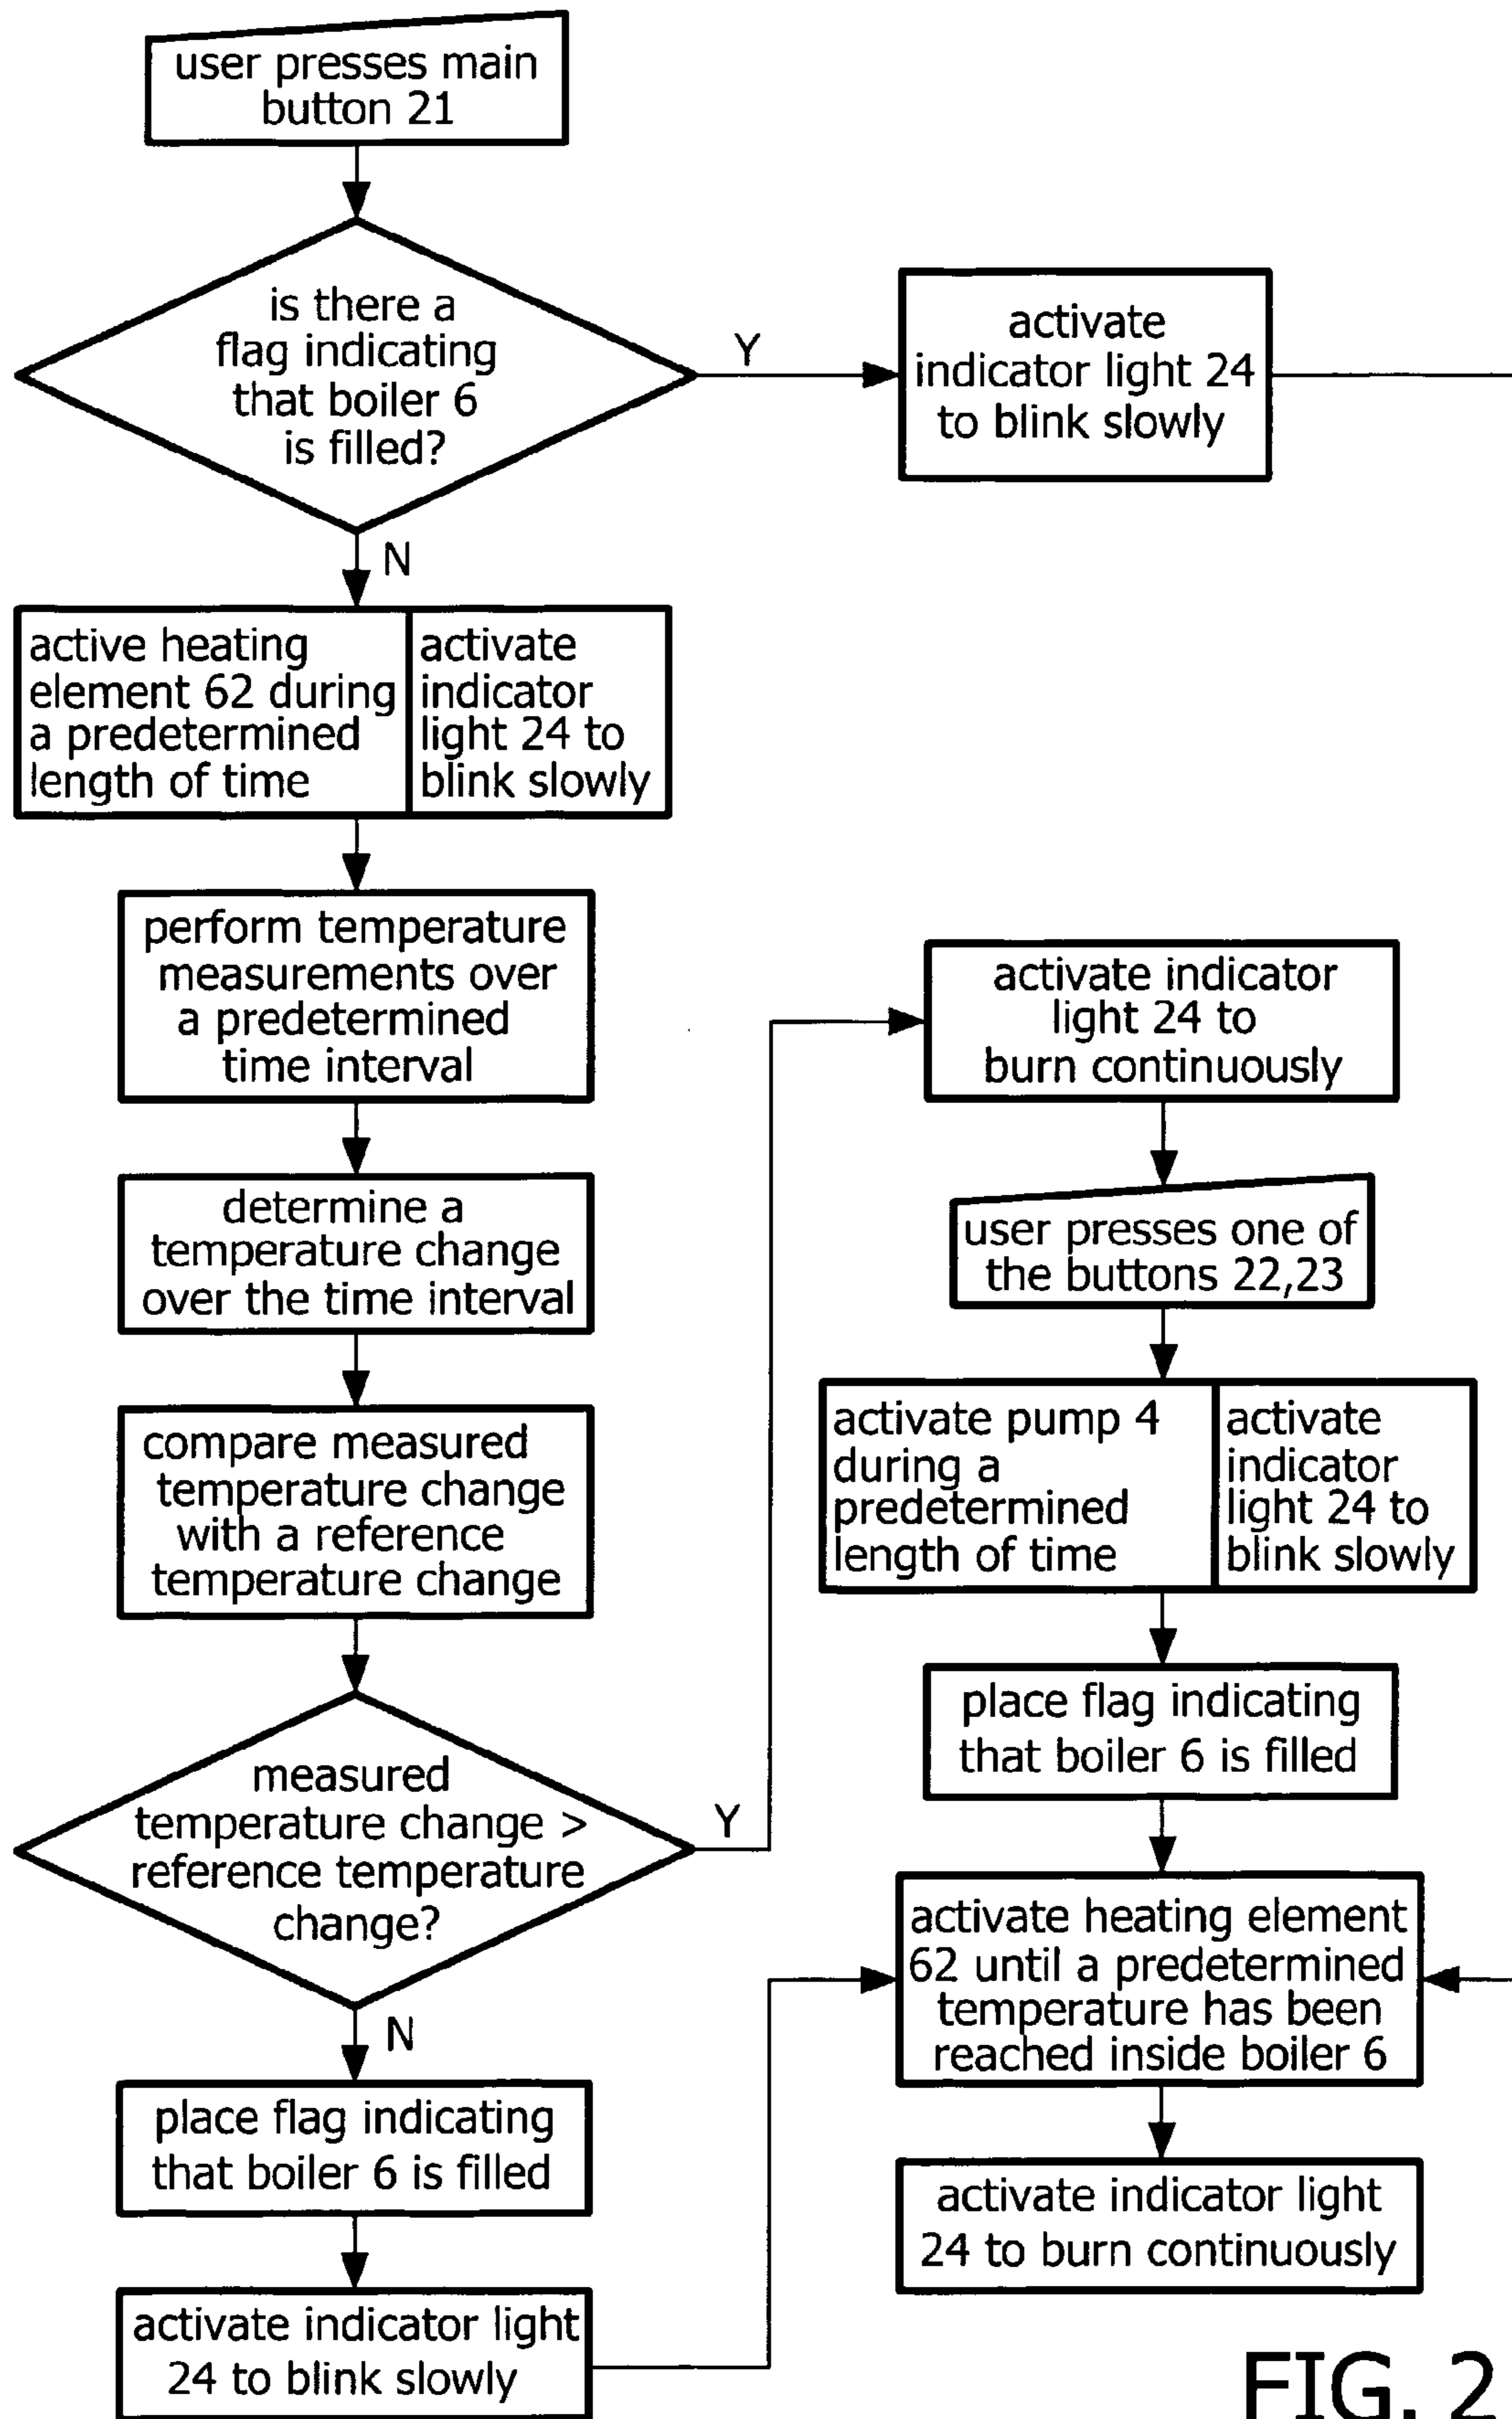 user presses main
button 21
is there a
flag indicating
that boiler 6
is filled?
Y
activate
indicator light 24
to blink slowly
N
active heating
element 62 during
a predetermined
length of time
activate
indicator
light 24 to
blink slowly
perform temperature
measurements over
a predetermined
time interval
determine a
temperature change
over the time interval
compare measured
temperature change
with a reference
temperature change
measured
temperature change >
reference temperature
change?
Y
N
place flag indicating
that boiler 6 is filled
activate indicator light
24 to blink slowly
activate indicator
light 24 to
burn continuously
user presses one of
the buttons 22,23
activate pump 4
during a
predetermined
length of time
activate
indicator
light 24 to
blink slowly
place flag indicating
that boiler 6 is filled
activate heating element
62 until a predetermined
temperature has been
reached inside boiler 6
activate indicator light
24 to burn continuously
FIG. 2